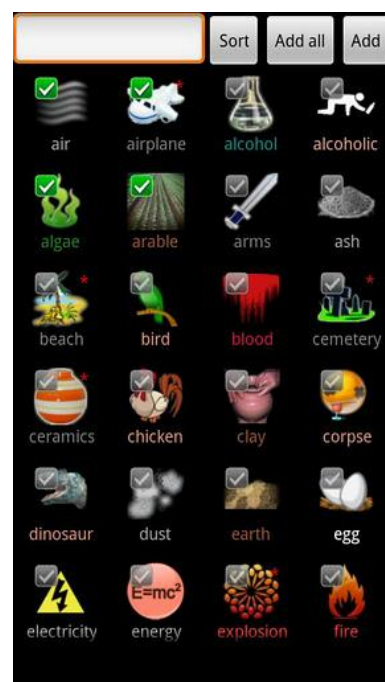 Sort Add all Add
air airplane alcohol alcoholic
algae arable arms ash
beach bird blood cemetery
ceramics chicken clay corpse
dinosaur dust earth egg
E=mc²
electricity energy explosion fire